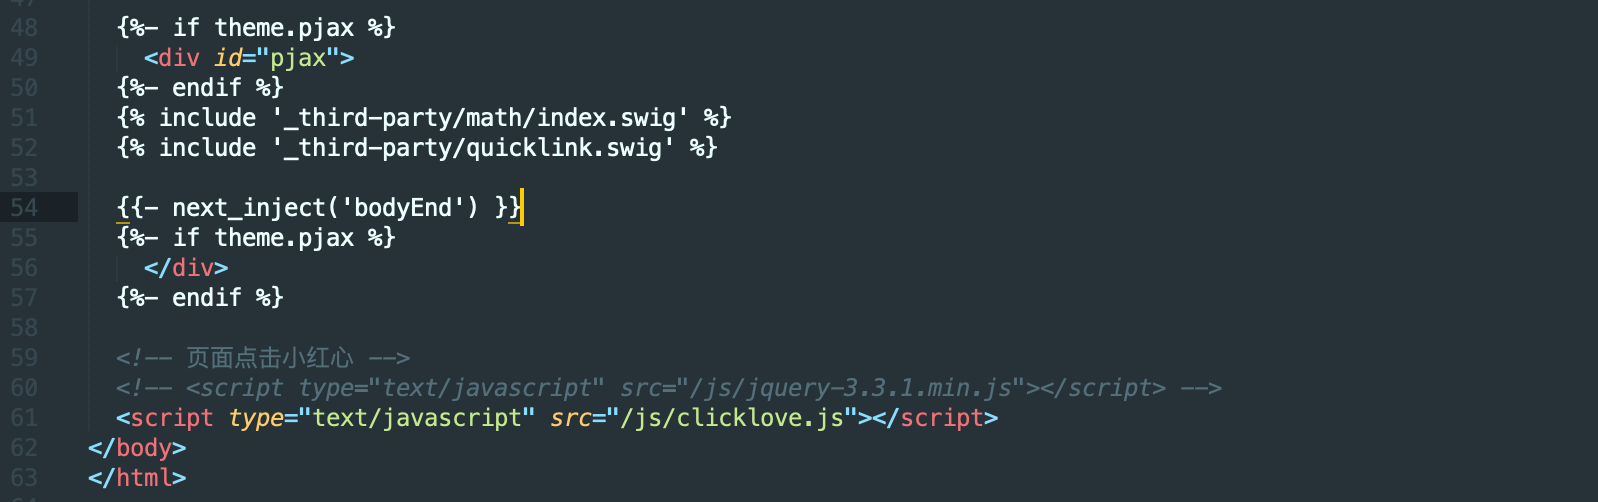 48 {%- if theme.pjax %}
49 <div id="pjax">
50 {%- endif %}
51 {% include '_third-party/math/index.swig' %}
52 {% include '_third-party/quicklink.swig' %}
53
54 {{- next_inject('bodyEnd') }}
55 {%- if theme.pjax %}
56 </div>
57 {%- endif %}
58
59 <!-- 页面点击小红心 -->
60 <!-- <script type="text/javascript" src="/js/jquery-3.3.1.min.js"></script> -->
61 <script type="text/javascript" src="/js/clicklove.js"></script>
62 </body>
63 </html>